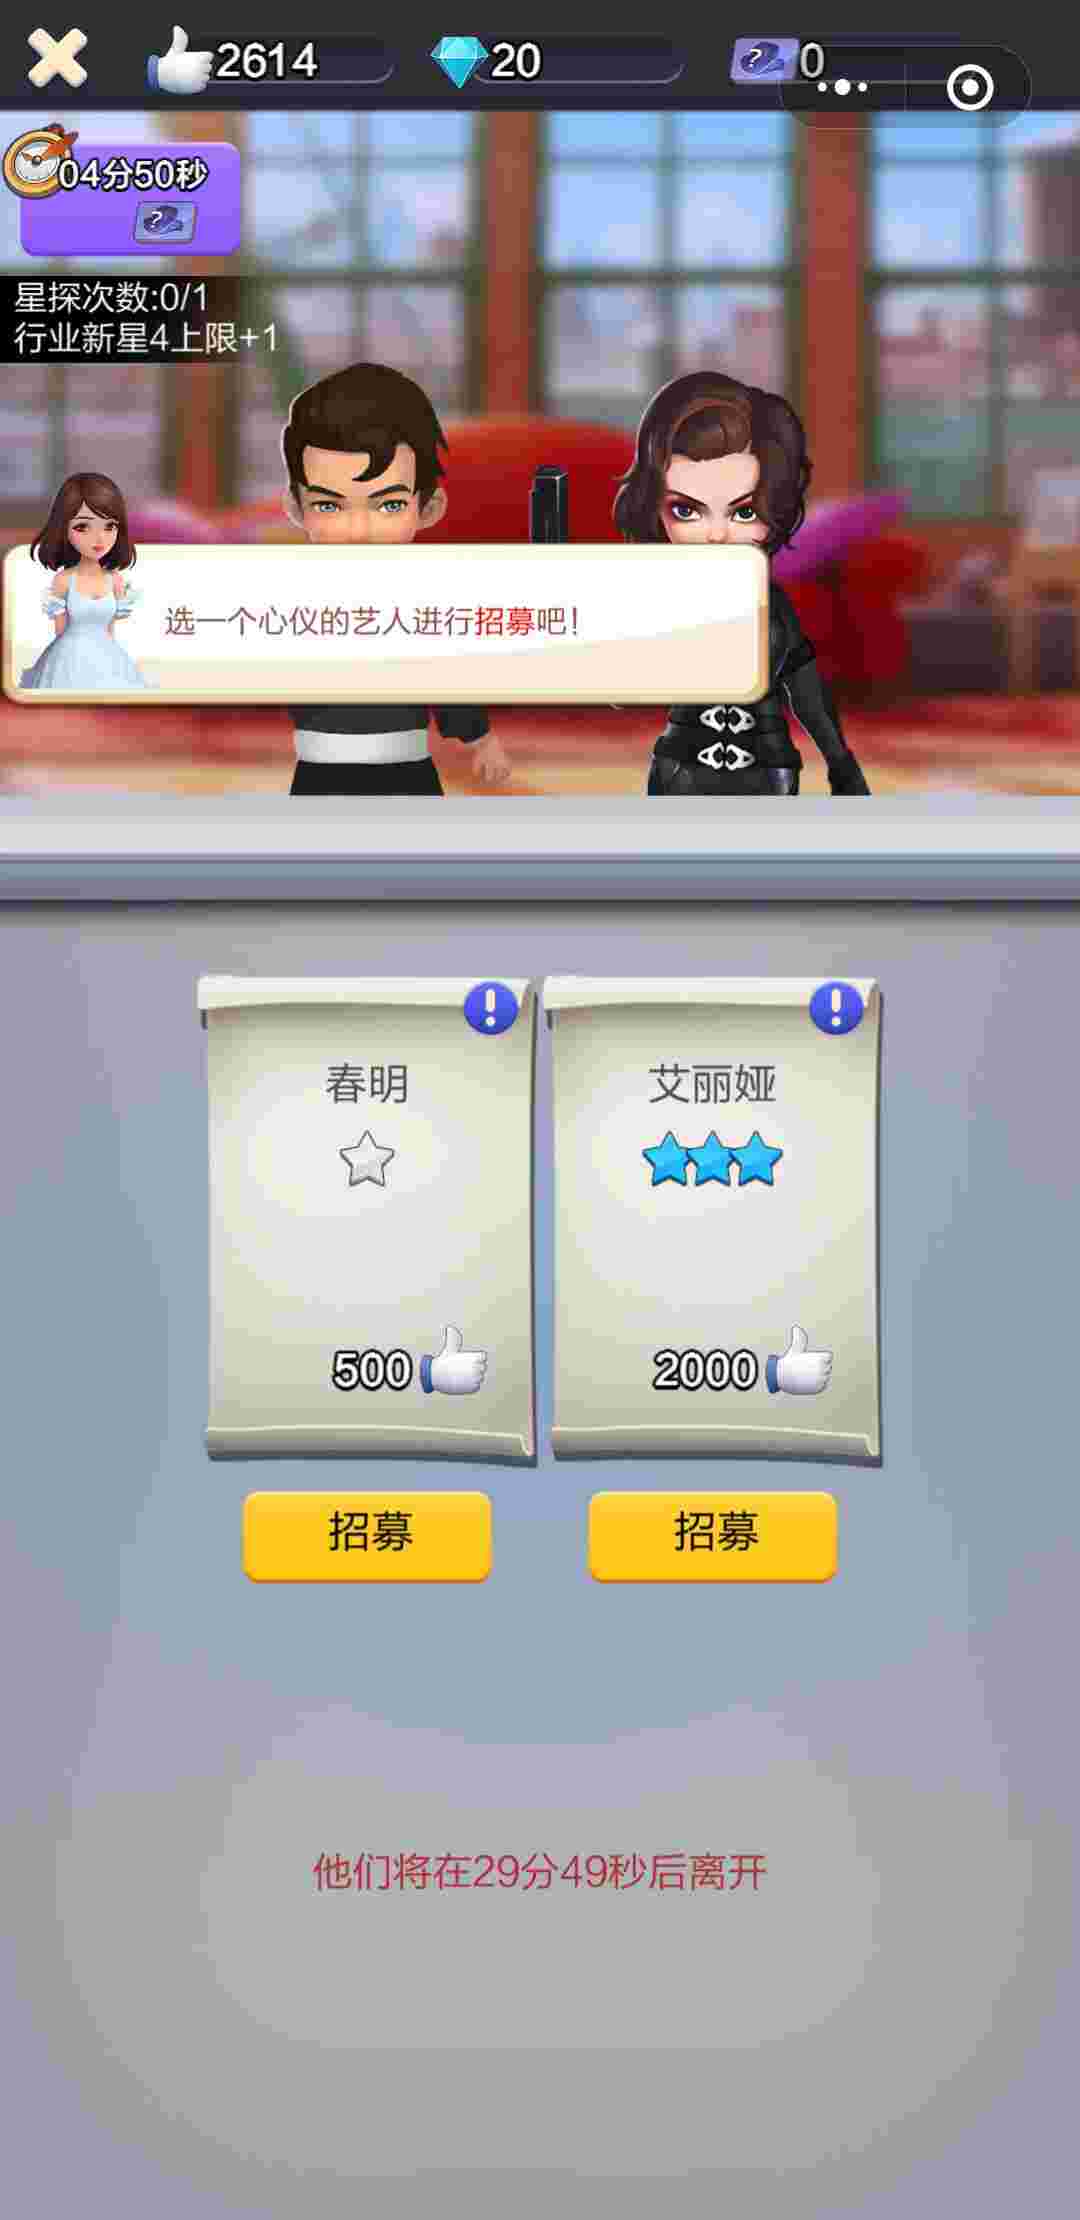 2614
20
0
04分50秒
?
?
星探次数:0/1
行业新星4上限+1
选一个心仪的艺人进行招募吧!
春明
艾丽娅
500
2000
招募
招募
他们将在29分49秒后离开